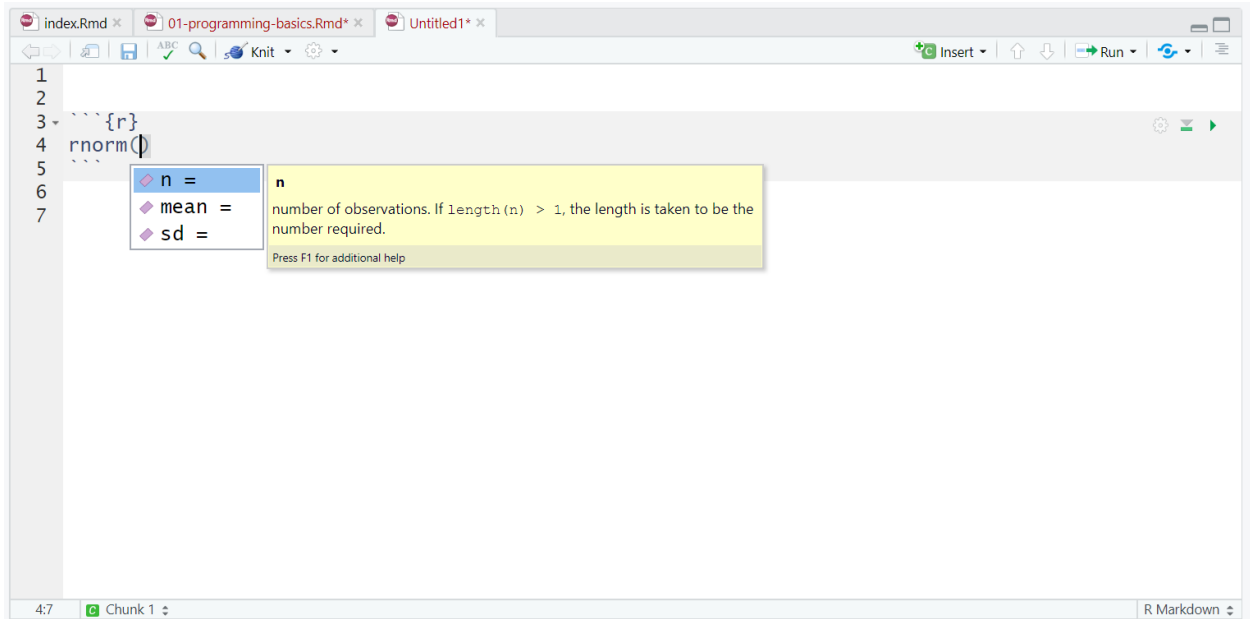 index.Rmd × 01-programming-basics.Rmd* × Untitled1* ×
ABC Knit Insert Run
1
2
3 ```{r}
4 rnorm()
5 ```
6
7
n =
mean =
sd =
n
number of observations. If length(n) > 1, the length is taken to be the
number required.
Press F1 for additional help
4:7 C Chunk 1 R Markdown